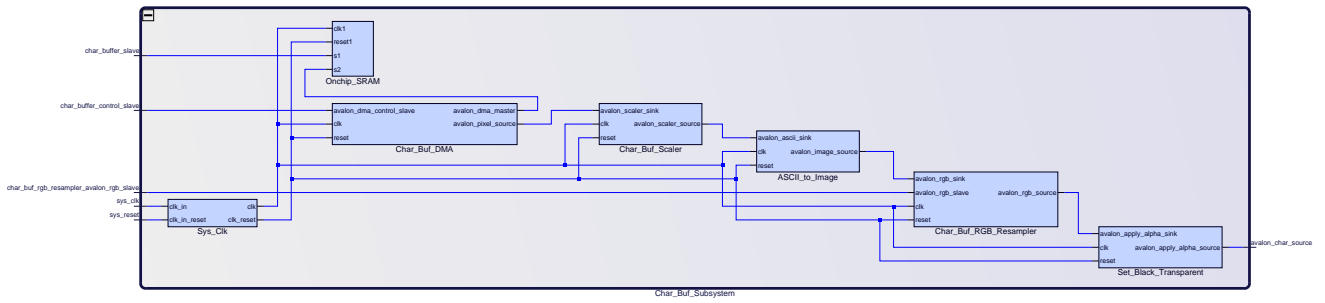 char_buffer_slave
char_buffer_control_slave
char_buf_rgb_resampler_avalon_rgb_slave
sys_clk
sys_reset
clk1
reset1
s1
s2
Onchip_SRAM
avalon_dma_control_slave avalon_dma_master
clk avalon_pixel_source
reset
Char_Buf_DMA
avalon_scaler_sink
clk avalon_scaler_source
reset
Char_Buf_Scaler
avalon_ascii_sink
clk avalon_image_source
reset
ASCII_to_Image
clk_in clk
clk_in_reset clk_reset
Sys_Clk
avalon_rgb_sink
avalon_rgb_slave avalon_rgb_source
clk
reset
Char_Buf_RGB_Resampler
avalon_apply_alpha_sink
clk avalon_apply_alpha_source
reset
Set_Black_Transparent
avalon_char_source
Char_Buf_Subsystem